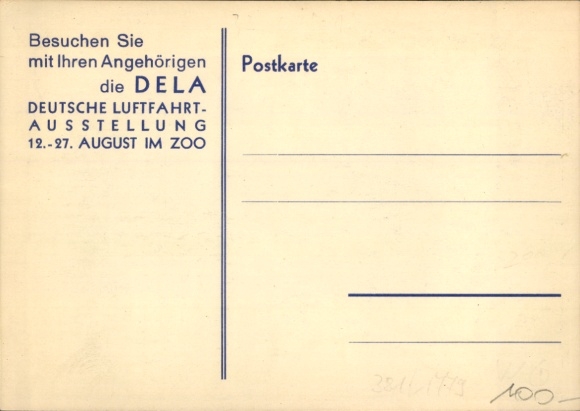 Besuchen Sie
mit Ihren Angehörigen
die DELA
DEUTSCHE LUFTFAHRT-
AUSSTELLUNG
12.-27. AUGUST IM ZOO
Postkarte
100-